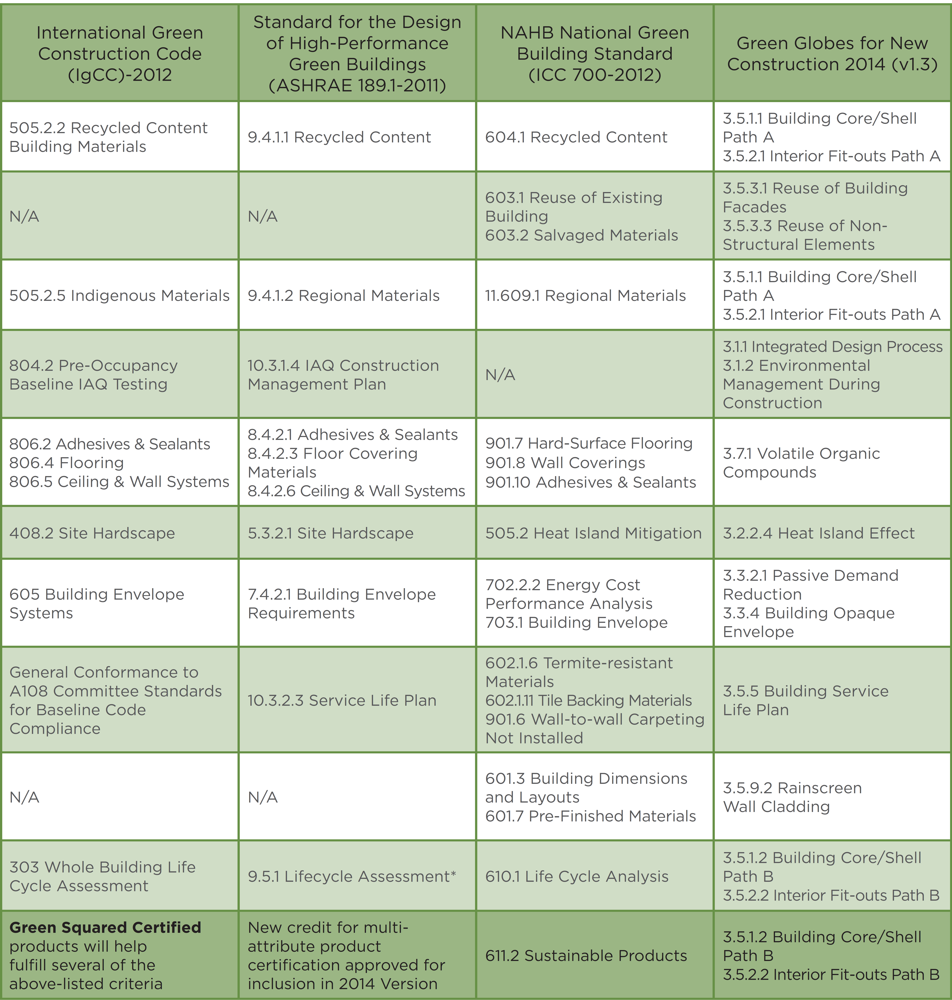 International Green
Construction Code
(IgCC)-2012
Standard for the Design
of High-Performance
Green Buildings
(ASHRAE 189.1-2011)
NAHB National Green
Building Standard
(ICC 700-2012)
Green Globes for New
Construction 2014 (v1.3)
505.2.2 Recycled Content
Building Materials
9.4.1.1 Recycled Content
604.1 Recycled Content
3.5.1.1 Building Core/Shell
Path A
3.5.2.1 Interior Fit-outs Path A
N/A
N/A
603.1 Reuse of Existing
Building
603.2 Salvaged Materials
3.5.3.1 Reuse of Building
Facades
3.5.3.3 Reuse of Non-
Structural Elements
505.2.5 Indigenous Materials
9.4.1.2 Regional Materials
11.609.1 Regional Materials
3.5.1.1 Building Core/Shell
Path A
3.5.2.1 Interior Fit-outs Path A
804.2 Pre-Occupancy
Baseline IAQ Testing
10.3.1.4 IAQ Construction
Management Plan
N/A
3.1.1 Integrated Design Process
3.1.2 Environmental
Management During
Construction
806.2 Adhesives & Sealants
806.4 Flooring
806.5 Ceiling & Wall Systems
8.4.2.1 Adhesives & Sealants
8.4.2.3 Floor Covering
Materials
8.4.2.6 Ceiling & Wall Systems
901.7 Hard-Surface Flooring
901.8 Wall Coverings
901.10 Adhesives & Sealants
3.7.1 Volatile Organic
Compounds
408.2 Site Hardscape
5.3.2.1 Site Hardscape
505.2 Heat Island Mitigation
3.2.2.4 Heat Island Effect
605 Building Envelope
Systems
7.4.2.1 Building Envelope
Requirements
702.2.2 Energy Cost
Performance Analysis
703.1 Building Envelope
3.3.2.1 Passive Demand
Reduction
3.3.4 Building Opaque
Envelope
General Conformance to
A108 Committee Standards
for Baseline Code
Compliance
10.3.2.3 Service Life Plan
602.1.6 Termite-resistant
Materials
602.1.11 Tile Backing Materials
901.6 Wall-to-wall Carpeting
Not Installed
3.5.5 Building Service
Life Plan
N/A
N/A
601.3 Building Dimensions
and Layouts
601.7 Pre-Finished Materials
3.5.9.2 Rainscreen
Wall Cladding
303 Whole Building Life
Cycle Assessment
9.5.1 Lifecycle Assessment*
610.1 Life Cycle Analysis
3.5.1.2 Building Core/Shell
Path B
3.5.2.2 Interior Fit-outs Path B
Green Squared Certified
products will help
fulfill several of the
above-listed criteria
New credit for multi-
attribute product
certification approved for
inclusion in 2014 Version
611.2 Sustainable Products
3.5.1.2 Building Core/Shell
Path B
3.5.2.2 Interior Fit-outs Path B